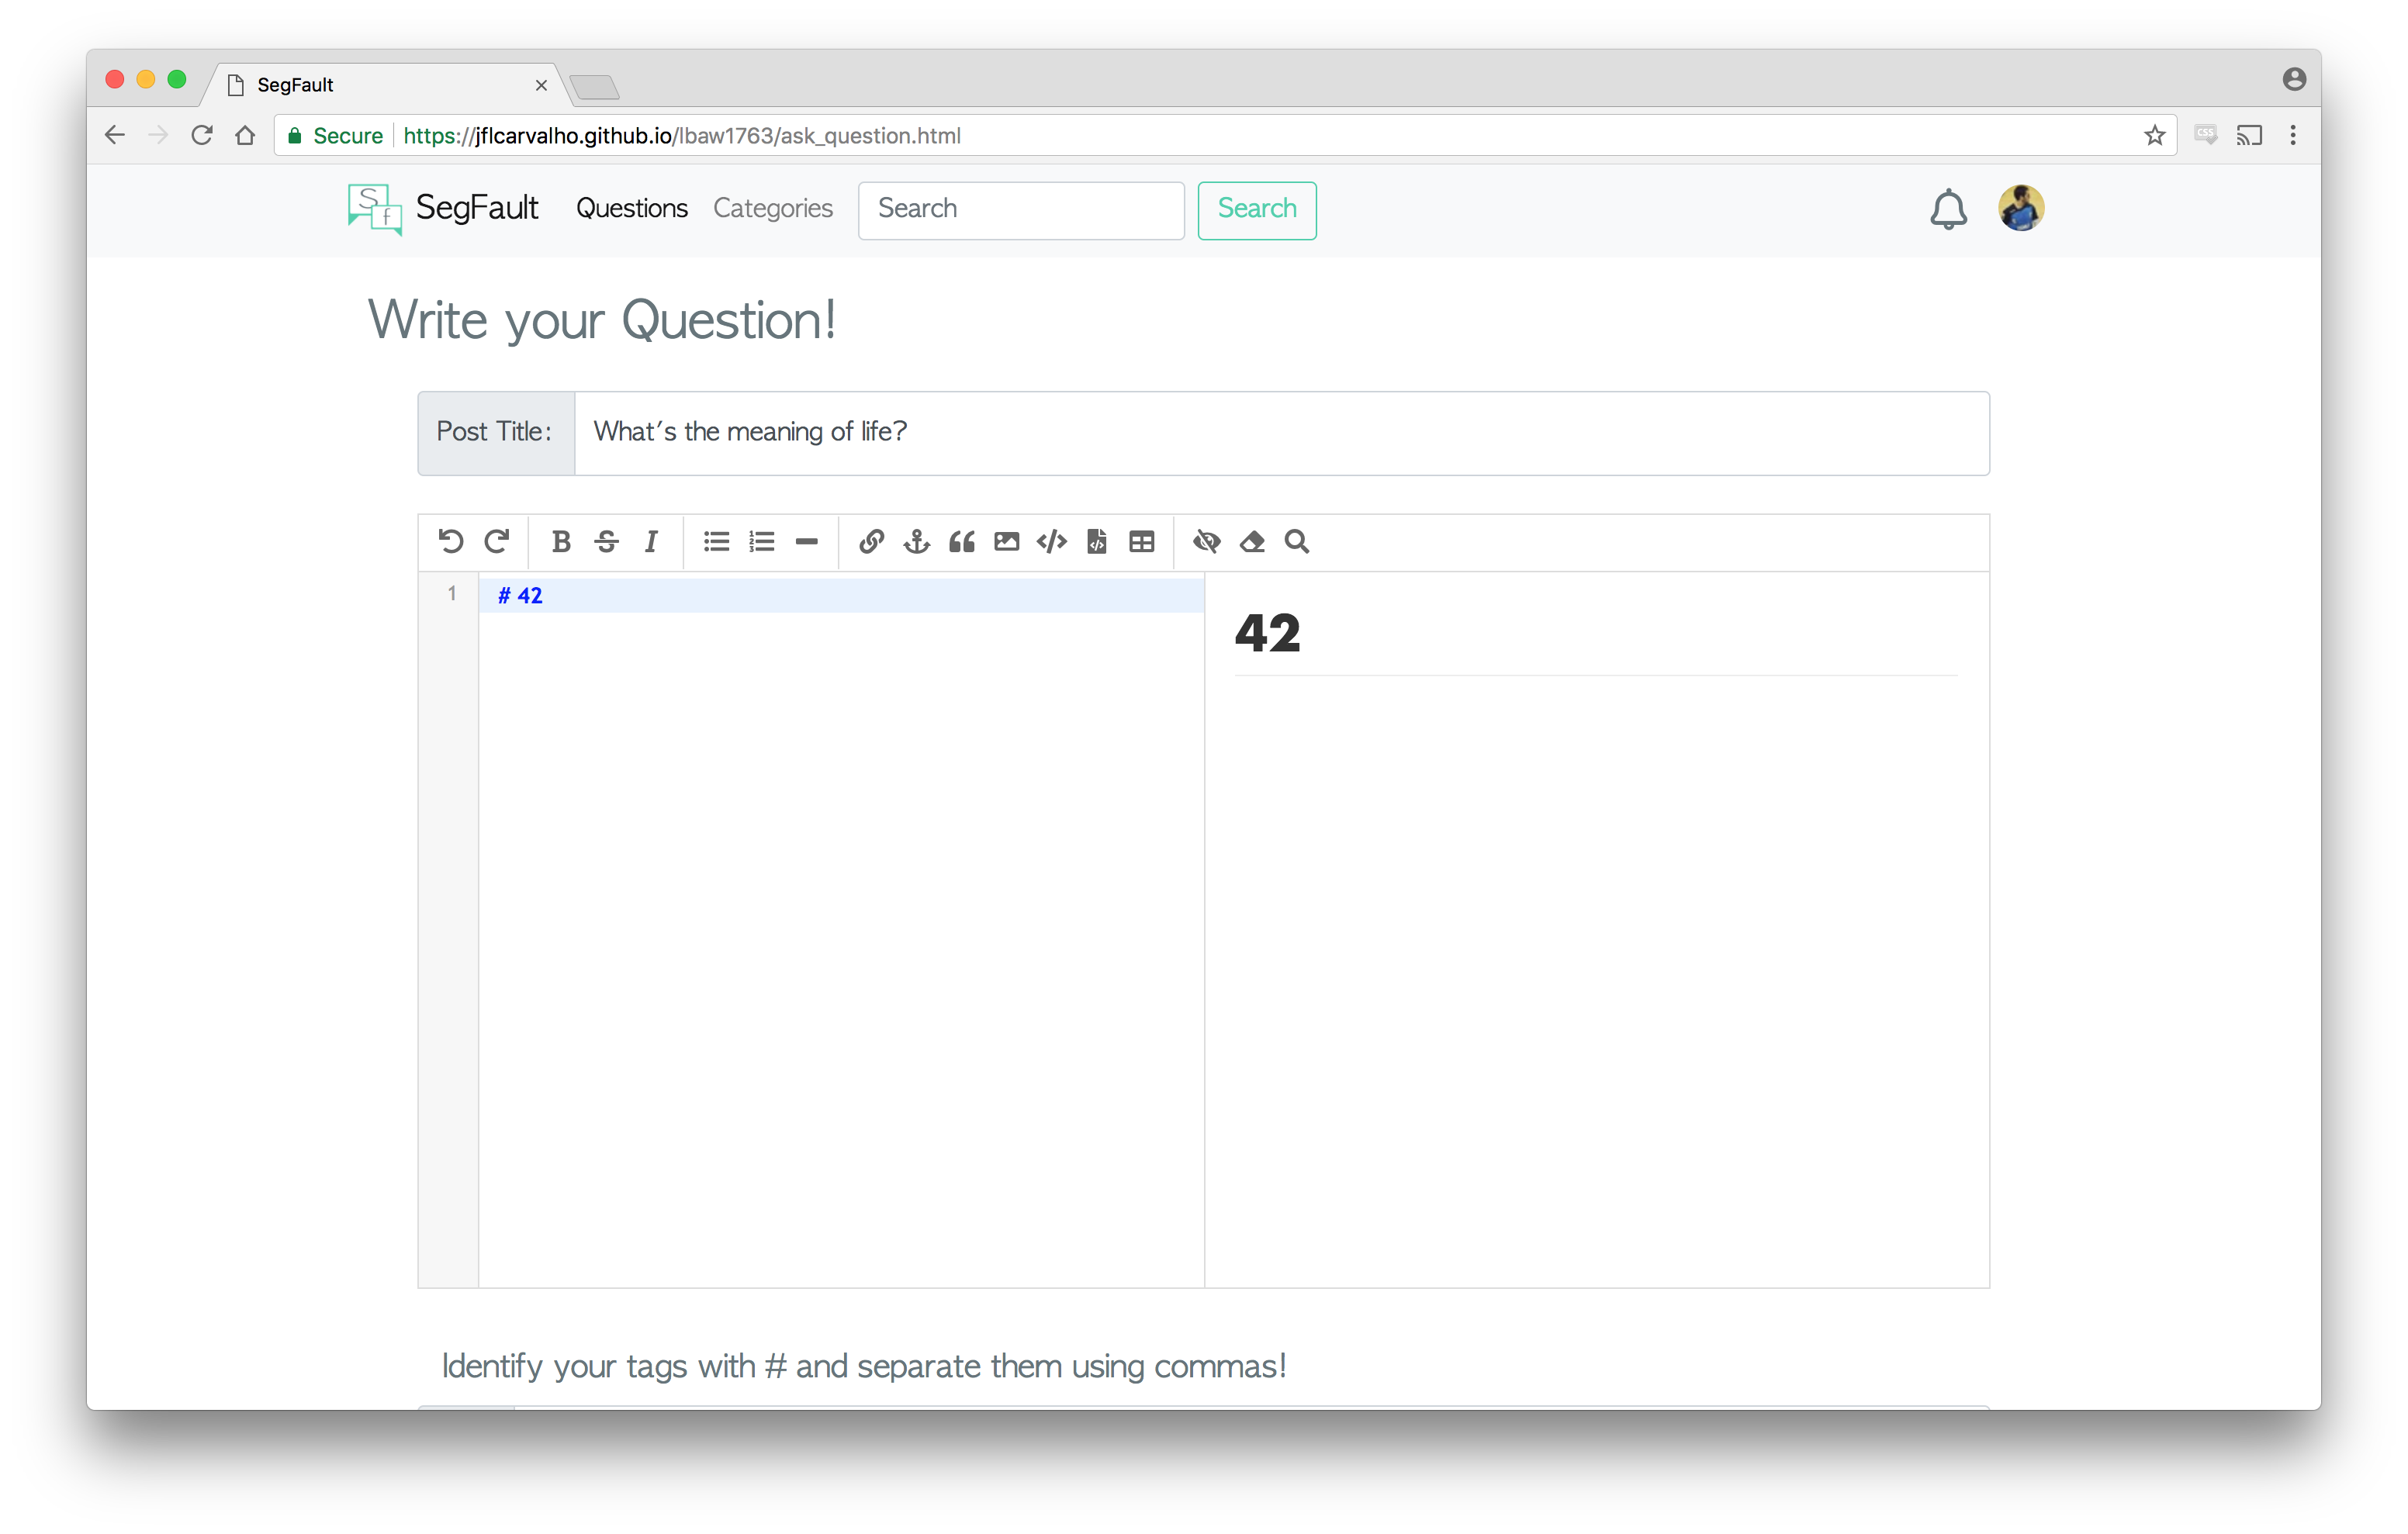 SegFault
Secure https://jflcarvalho.github.io/lbaw1763/ask_question.html
CSS
S f SegFault Questions Categories Search Search
Write your Question!
Post Title: What's the meaning of life?
1 # 42
42
Identify your tags with # and separate them using commas!